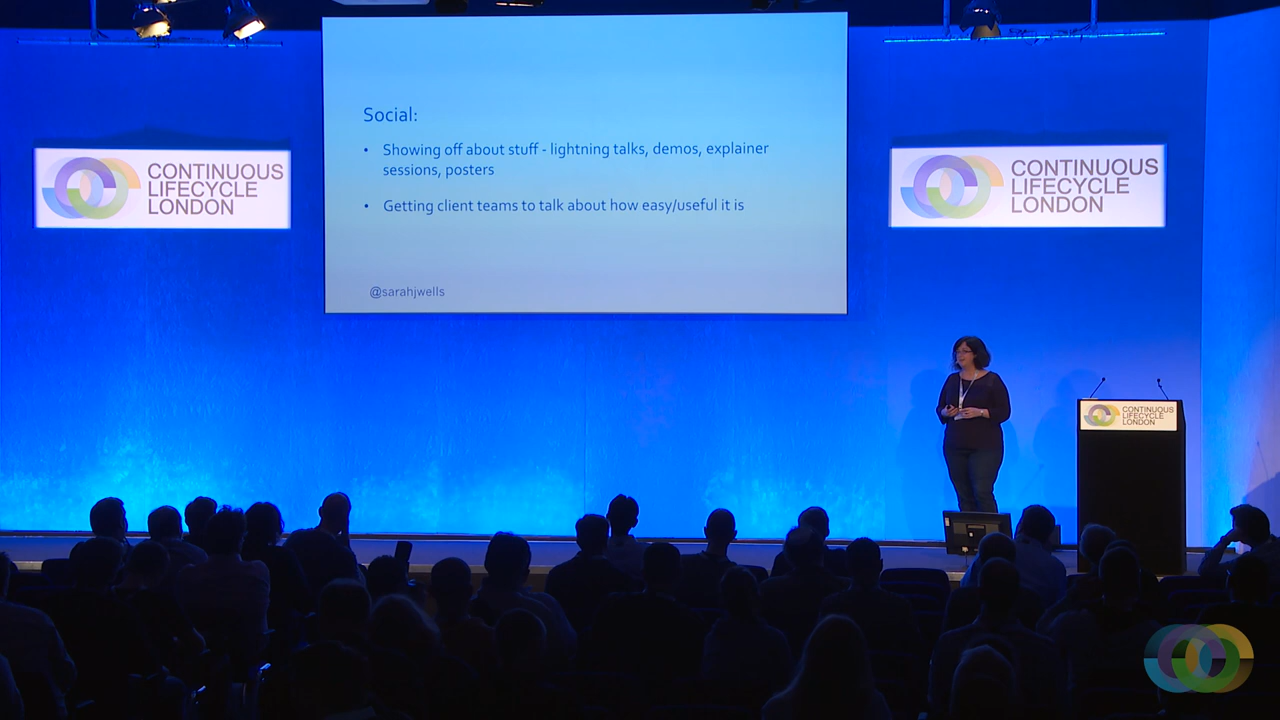 Social:
• Showing off about stuff - lightning talks, demos, explainer
sessions, posters
• Getting client teams to talk about how easy/useful it is
@sarahjwells
CONTINUOUS
LIFECYCLE
LONDON
CONTINUOUS
LIFECYCLE
LONDON
CONTINUOUS
LIFECYCLE
LONDON